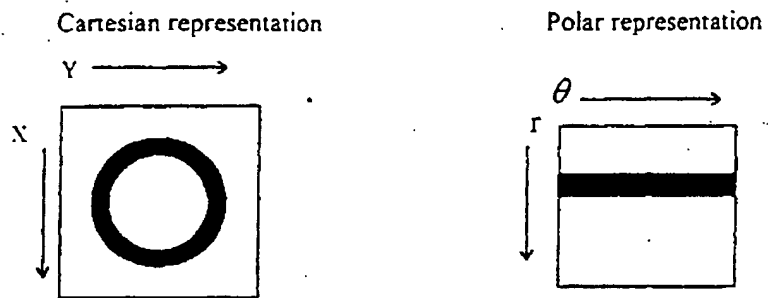 Cartesian representation
Polar representation
Y
X
θ
r